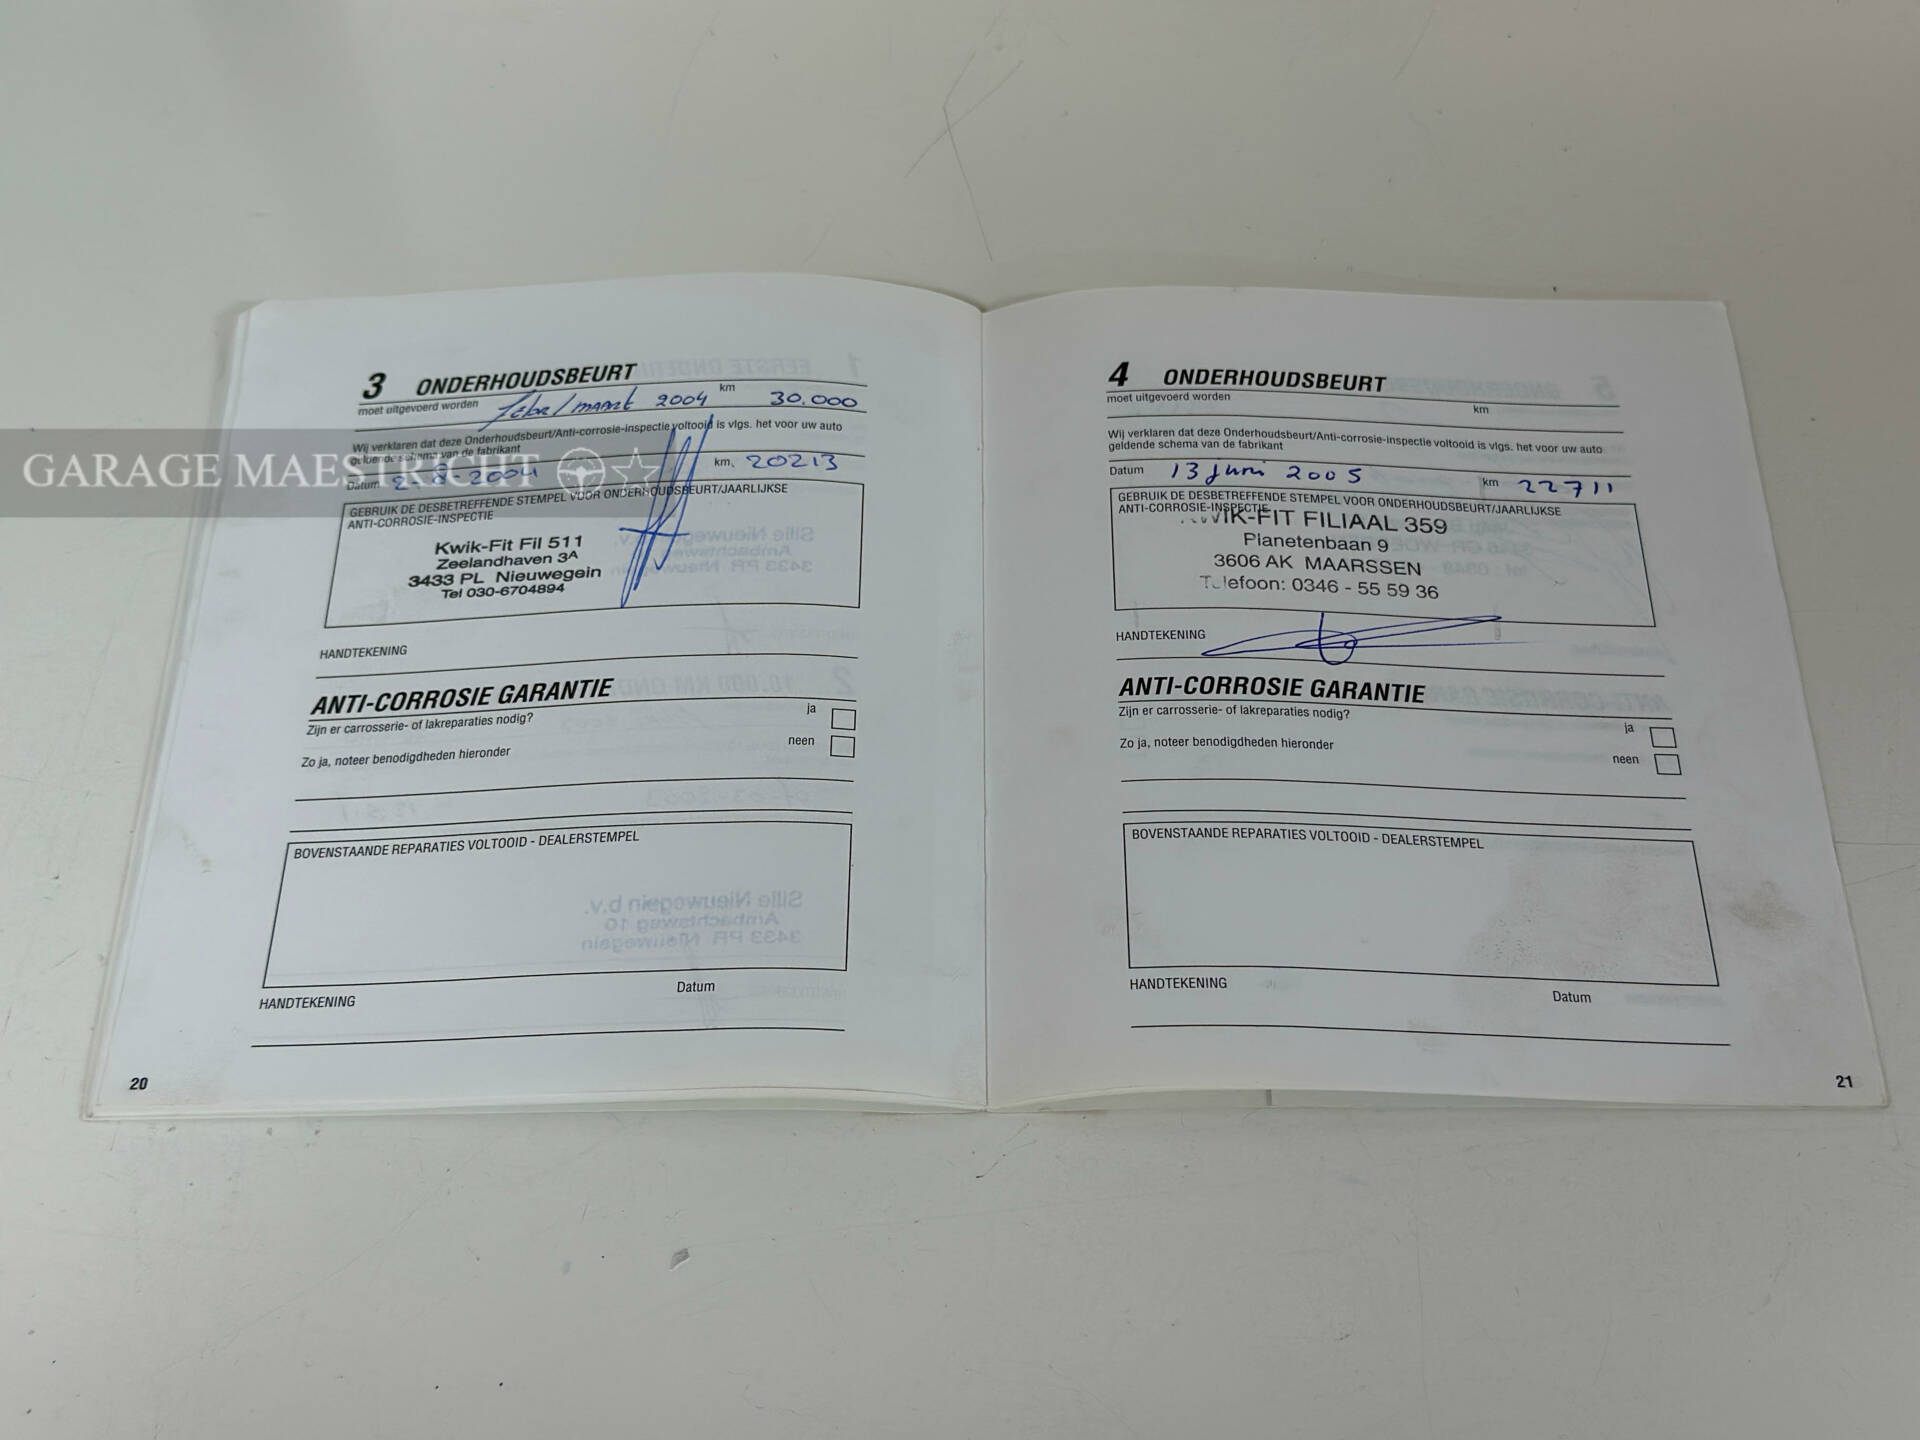 3 ONDERHOUDSBEURT
moet uitgevoerd worden febr/maart 2004 km 30.000
Wij verklaren dat deze Onderhoudsbeurt/Anti-corrosie-inspectie voltooid is vlgs. het voor uw auto
geldende schema van de fabrikant
Datum 2-8-2004 km. 20213
GEBRUIK DE DESBETREFFENDE STEMPEL VOOR ONDERHOUDSBEURT/JAARLIJKSE
ANTI-CORROSIE-INSPECTIE
Kwik-Fit Fil 511
Zeelandhaven 3A
3433 PL Nieuwegein
Tel 030-6704894
HANDTEKENING
ANTI-CORROSIE GARANTIE
Zijn er carrosserie- of lakreparaties nodig? ja
Zo ja, noteer benodigdheden hieronder neen
BOVENSTAANDE REPARATIES VOLTOOID - DEALERSTEMPEL
HANDTEKENING Datum
20
4 ONDERHOUDSBEURT
moet uitgevoerd worden km
Wij verklaren dat deze Onderhoudsbeurt/Anti-corrosie-inspectie voltooid is vlgs. het voor uw auto
geldende schema van de fabrikant
Datum 13 juni 2005 km 22711
GEBRUIK DE DESBETREFFENDE STEMPEL VOOR ONDERHOUDSBEURT/JAARLIJKSE
ANTI-CORROSIE-INSPECTIE
KWIK-FIT FILIAAL 359
Planetenbaan 9
3606 AK MAARSSEN
Telefoon: 0346 - 55 59 36
HANDTEKENING
ANTI-CORROSIE GARANTIE
Zijn er carrosserie- of lakreparaties nodig? ja
Zo ja, noteer benodigdheden hieronder neen
BOVENSTAANDE REPARATIES VOLTOOID - DEALERSTEMPEL
HANDTEKENING Datum
21
GARAGE MAESTRICHT